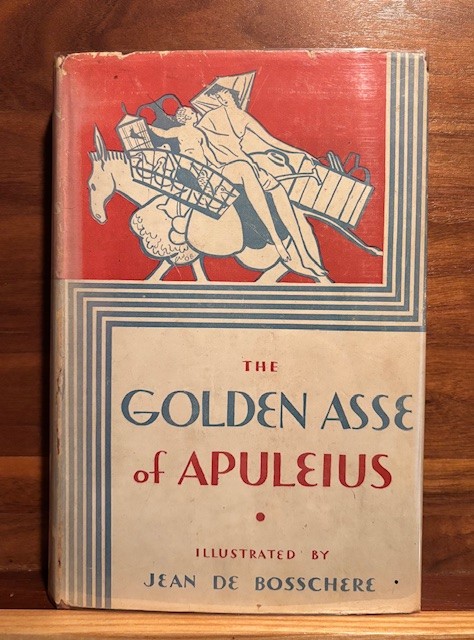 THE
GOLDEN ASSE
of APULEIUS
ILLUSTRATED BY
JEAN DE BOSSCHERE